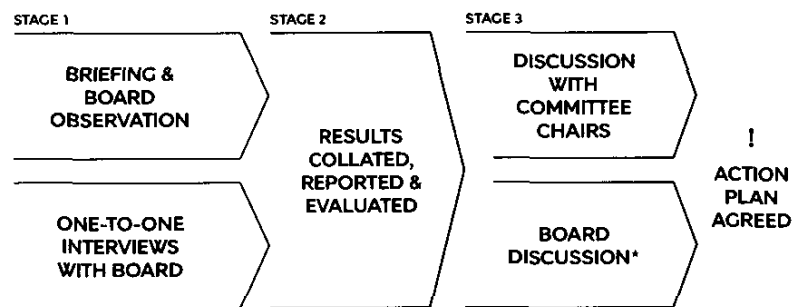 STAGE 1
BRIEFING &
BOARD
OBSERVATION
ONE-TO-ONE
INTERVIEWS
WITH BOARD
STAGE 2
RESULTS
COLLATED,
REPORTED &
EVALUATED
STAGE 3
DISCUSSION
WITH
COMMITTEE
CHAIRS
BOARD
DISCUSSION*
!
ACTION
PLAN
AGREED